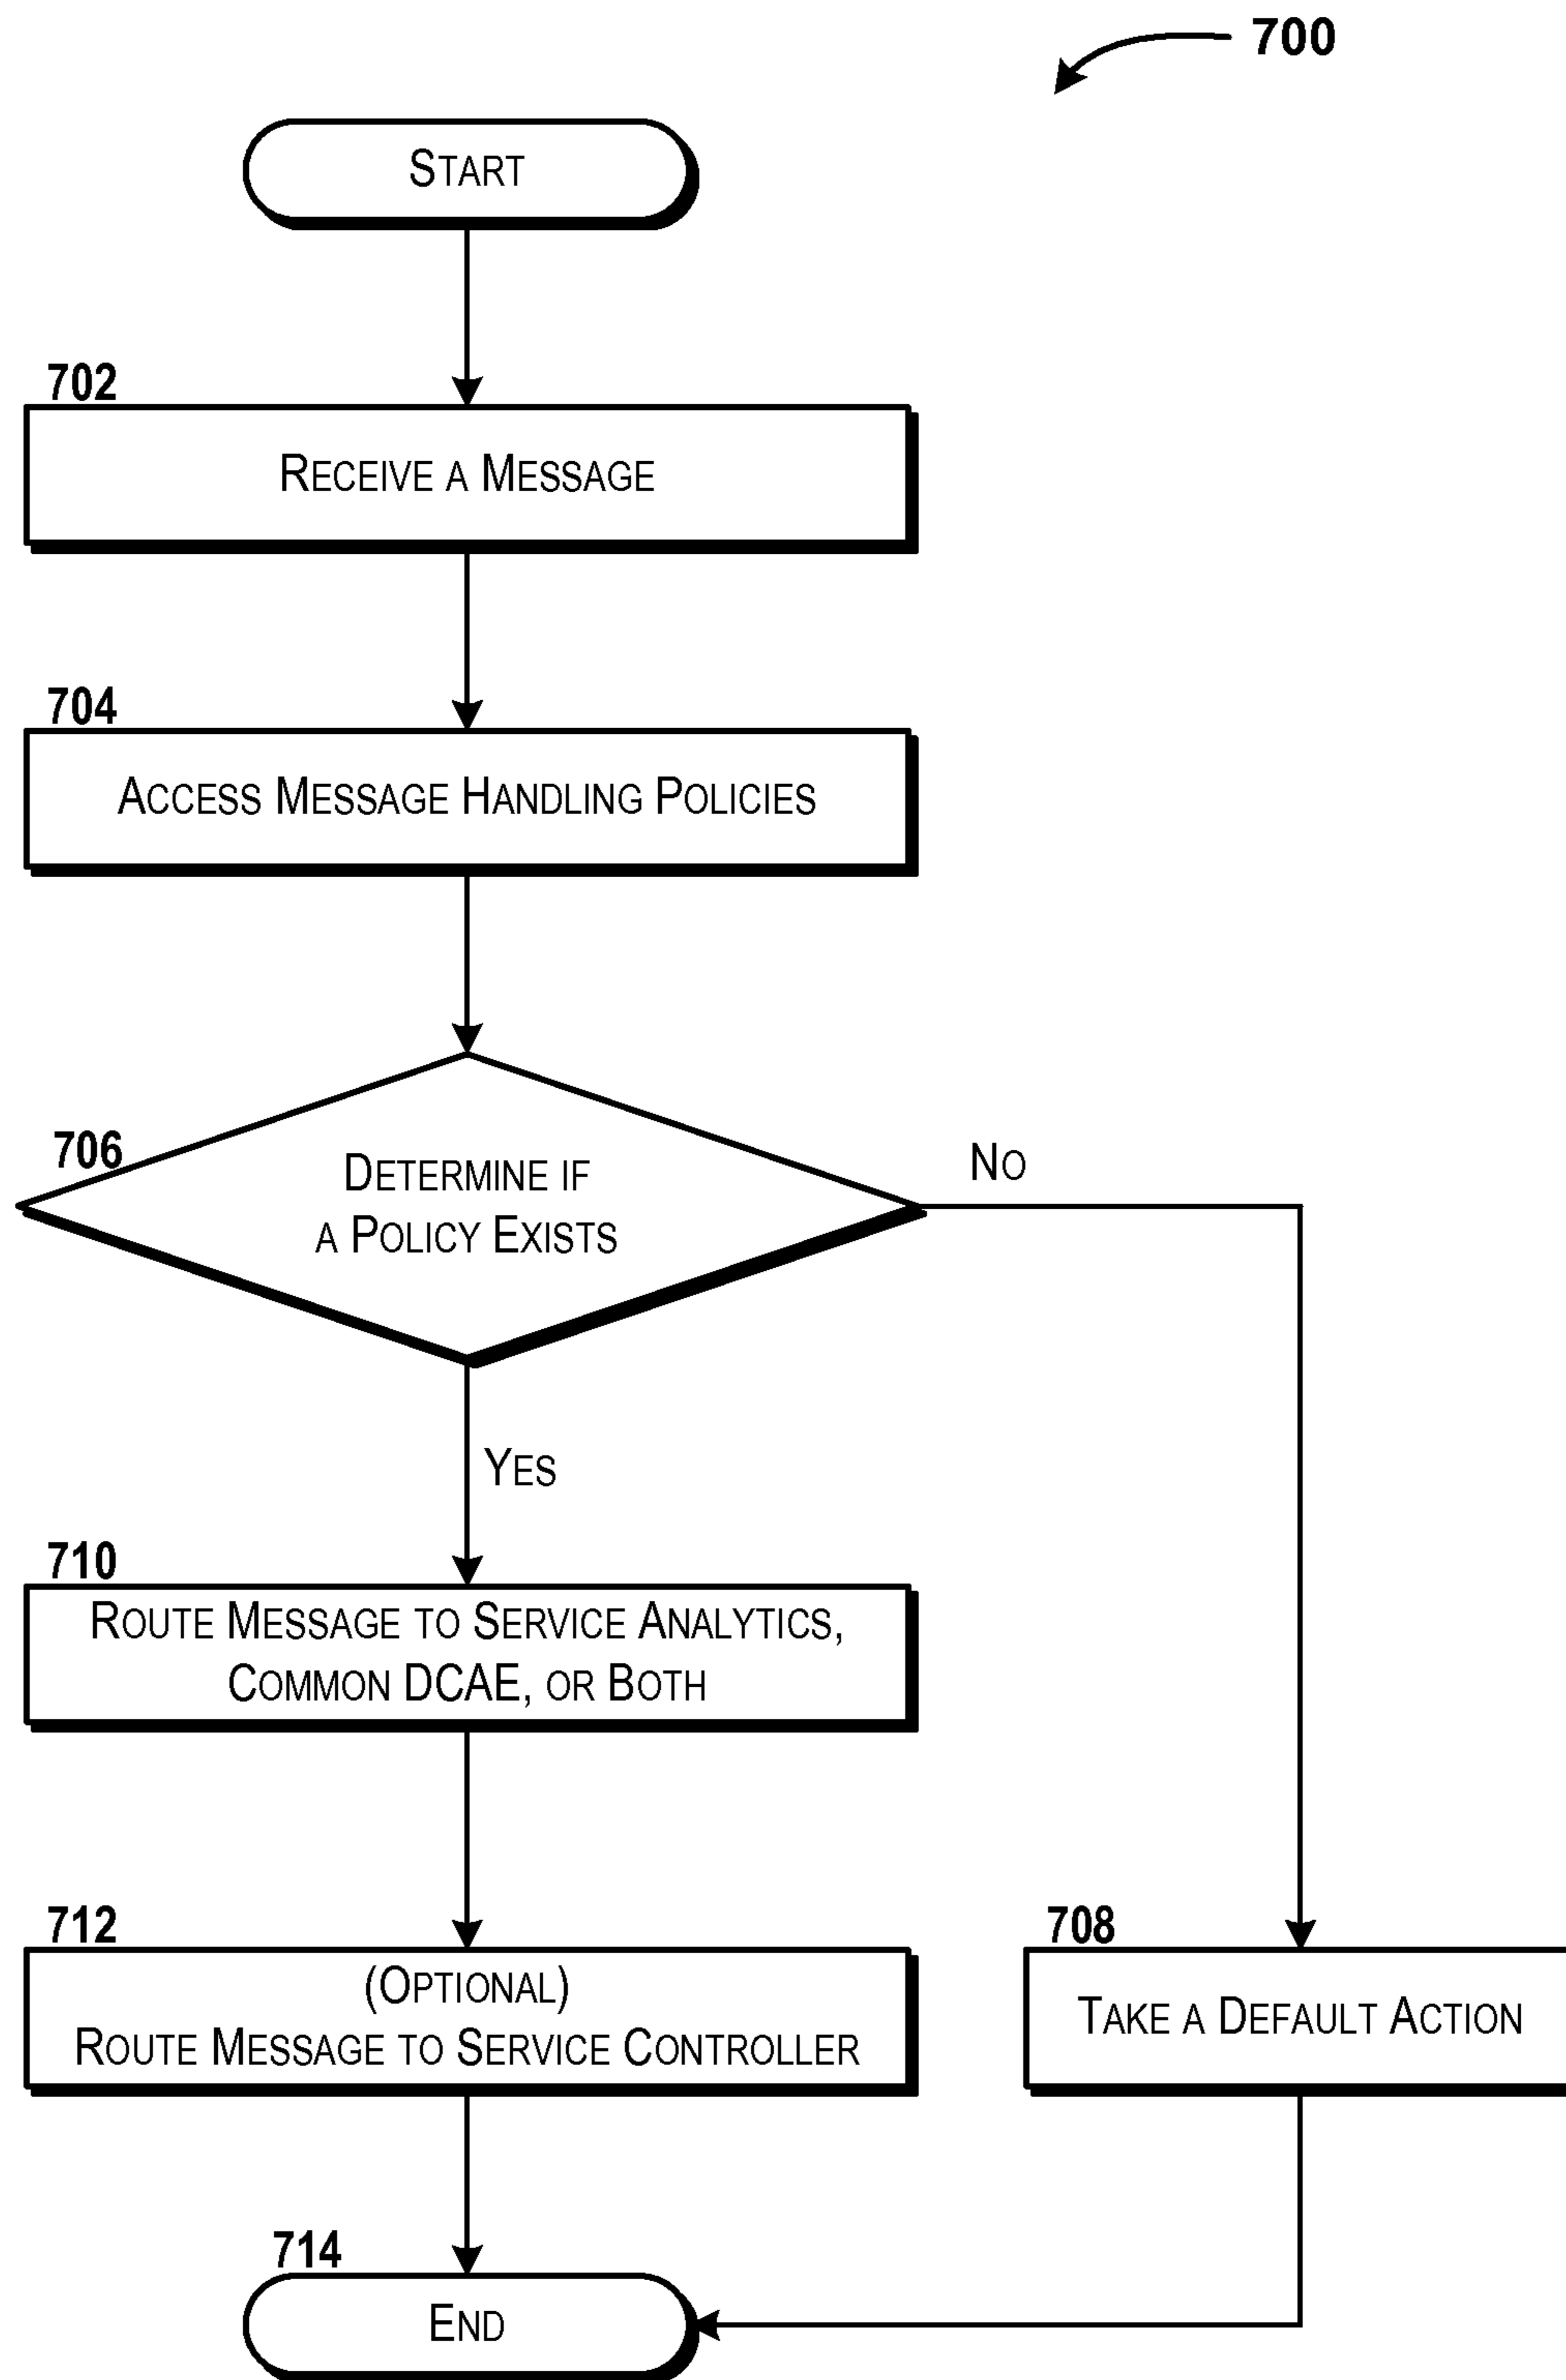 700
START
702
RECEIVE A MESSAGE
704
ACCESS MESSAGE HANDLING POLICIES
706
DETERMINE IF
A POLICY EXISTS
NO
YES
710
ROUTE MESSAGE TO SERVICE ANALYTICS,
COMMON DCAE, OR BOTH
712
(OPTIONAL)
ROUTE MESSAGE TO SERVICE CONTROLLER
708
TAKE A DEFAULT ACTION
714
END